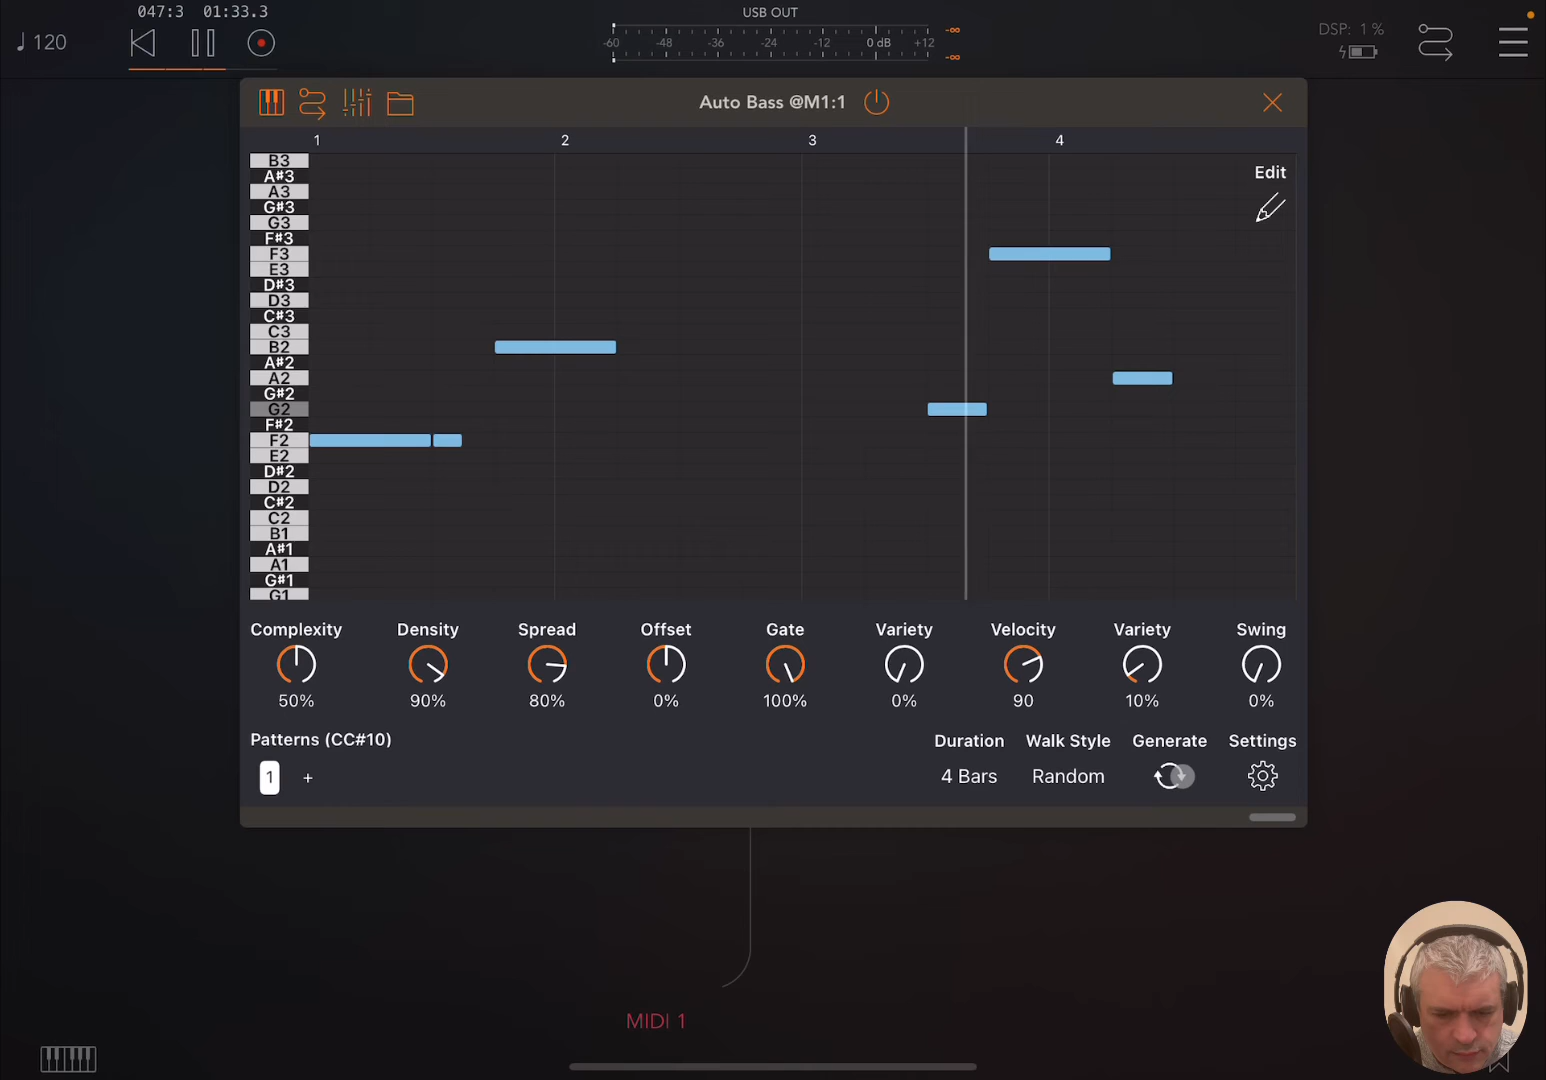 047:3 01:33.3
USB OUT
♩ 120
-60 -48 -36 -24 -12 0 dB +12
-∞
-∞
DSP: 1 %
Auto Bass @M1:1
1 2 3 4
B3
A#3
A3
G#3
G3
F#3
F3
E3
D#3
D3
C#3
C3
B2
A#2
A2
G#2
G2
F#2
F2
E2
D#2
D2
C#2
C2
B1
A#1
A1
G#1
G1
Edit
Complexity Density Spread Offset Gate Variety Velocity Variety Swing
50% 90% 80% 0% 100% 0% 90 10% 0%
Patterns (CC#10)
Duration Walk Style Generate Settings
1 +
4 Bars Random
MIDI 1